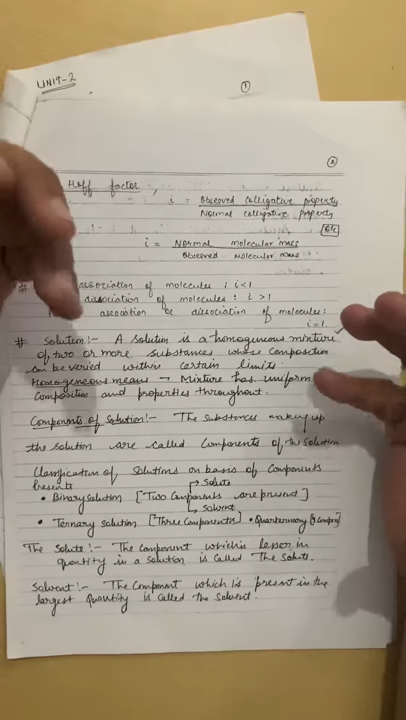 UNIT-2
①
②
Hoff factor, i = Observed Colligative property
Normal colligative property
i = Normal molecular mass
Observed molecular mass
# association of molecules : i<1
dissociation of molecules : i >1
association or dissociation of molecules:
i=1
# Solution:- A solution is a homogeneous mixture
of two or more substances whose composition
can be veried within certain limits.
Homogeneous means → Mixture has uniform
composition and properties throughout.
Components of Solution:- The substances making up
the solution are called Components of the Solution
Classification of Solutions on basis of Components
Presents
→ Solute
• Binary solution [Two Components are present]
→ Solvent
• Ternary solution [Three Components] • Quarternary
The Solute:- The Component which is lesser in
quantity in a solution is called The Solute.
Solvent:- The Component which is present in the
largest Quantity is called the Solvent.